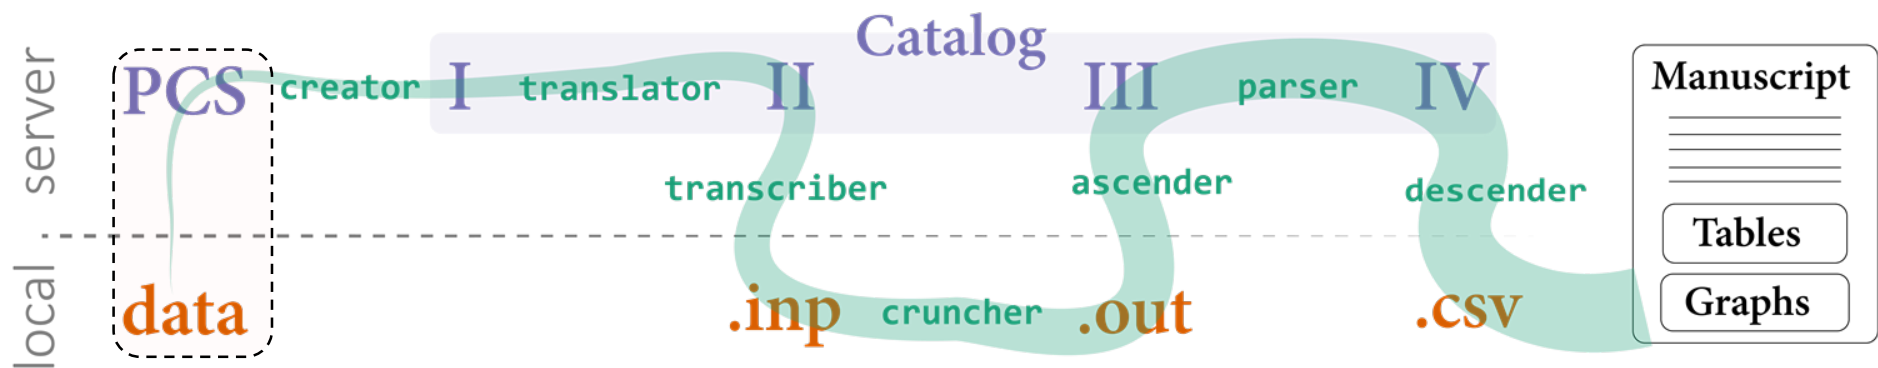 server
local
PCS
data
Catalog
creator
I
translator
II
III
parser
IV
transcriber
ascender
descender
.inp
cruncher
.out
.csv
Manuscript
Tables
Graphs